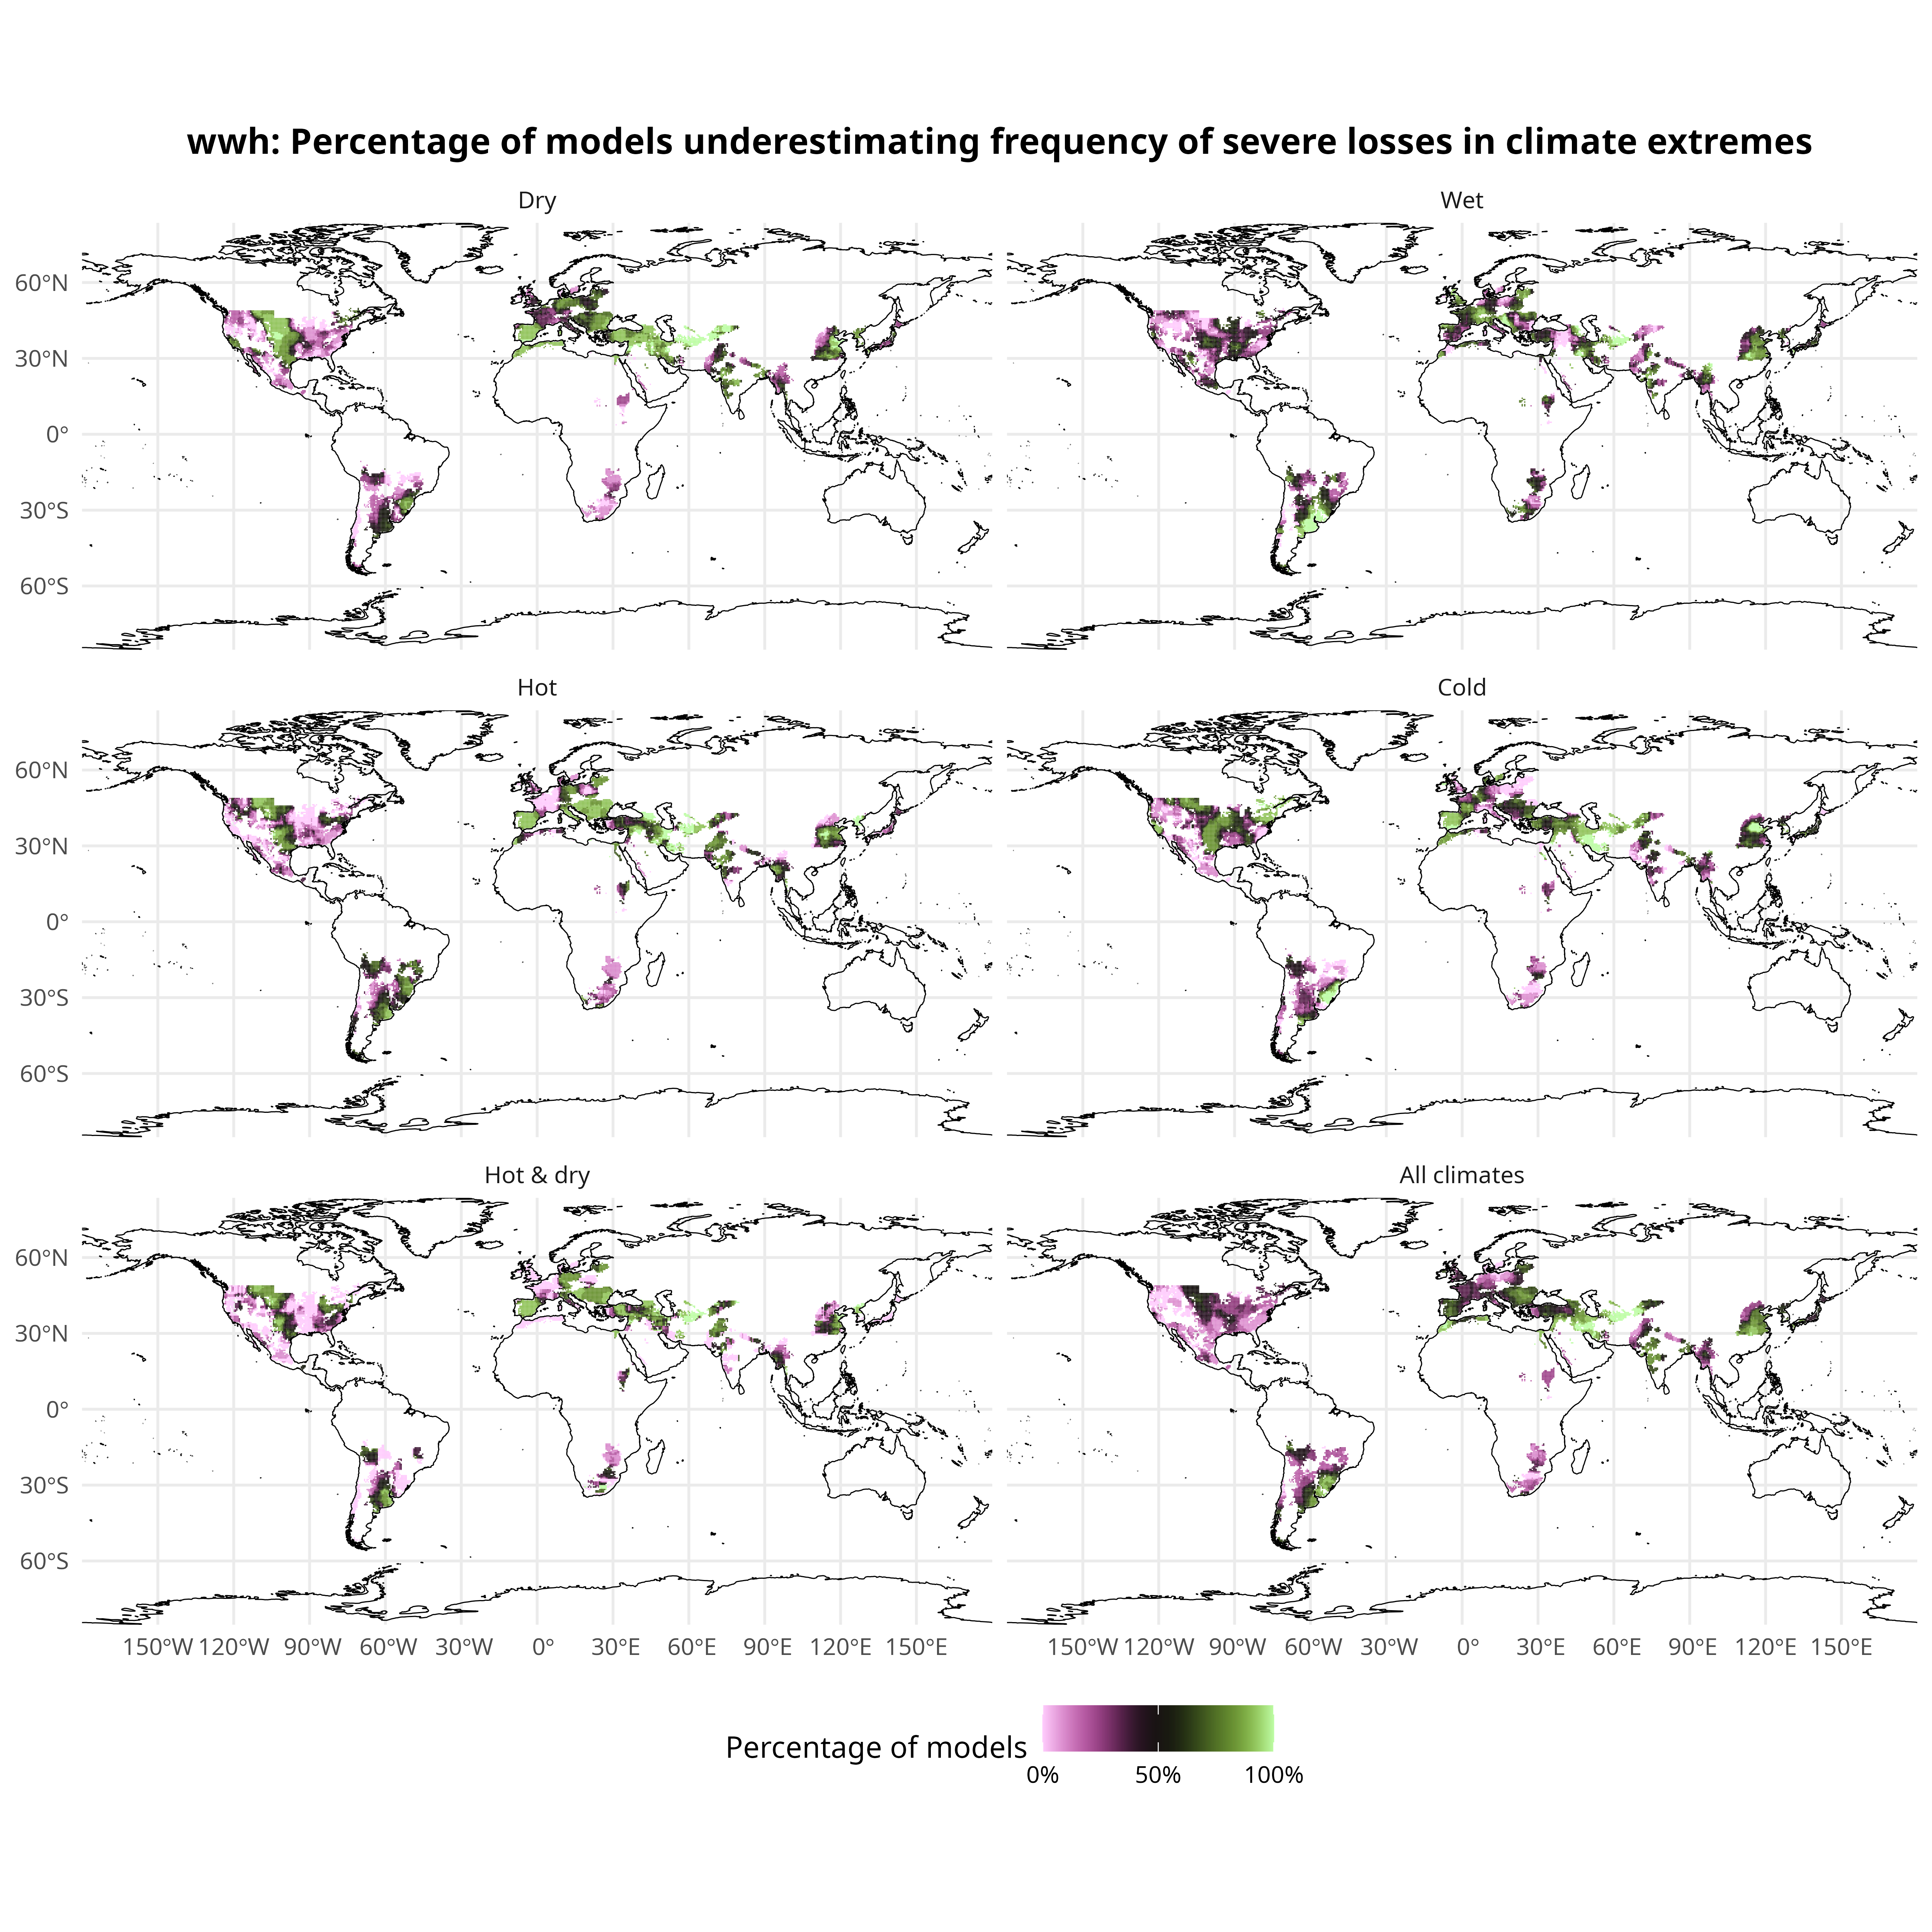 wwh: Percentage of models underestimating frequency of severe losses in climate extremes
Dry
Wet
60°N
30°N
0°
30°S
60°S
Hot
Cold
60°N
30°N
0°
30°S
60°S
Hot & dry
All climates
60°N
30°N
0°
30°S
60°S
150°W 120°W 90°W 60°W 30°W 0° 30°E 60°E 90°E 120°E 150°E
150°W 120°W 90°W 60°W 30°W 0° 30°E 60°E 90°E 120°E 150°E
Percentage of models
0% 50% 100%